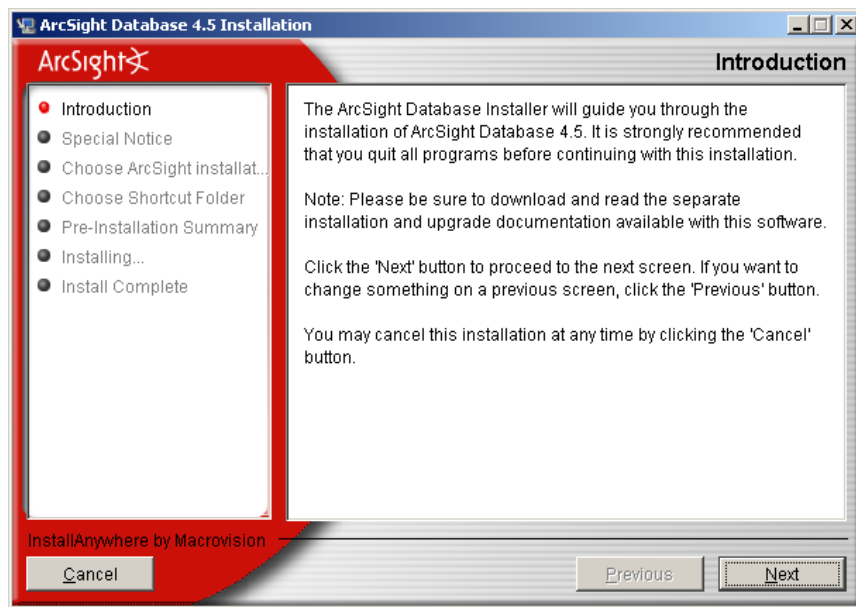 ArcSight Database 4.5 Installation
ArcSight
Introduction
Introduction
Special Notice
Choose ArcSight installat...
Choose Shortcut Folder
Pre-Installation Summary
Installing...
Install Complete
The ArcSight Database Installer will guide you through the
installation of ArcSight Database 4.5. It is strongly recommended
that you quit all programs before continuing with this installation.
Note: Please be sure to download and read the separate
installation and upgrade documentation available with this software.
Click the 'Next' button to proceed to the next screen. If you want to
change something on a previous screen, click the 'Previous' button.
You may cancel this installation at any time by clicking the 'Cancel'
button.
InstallAnywhere by Macrovision
Cancel
Previous
Next